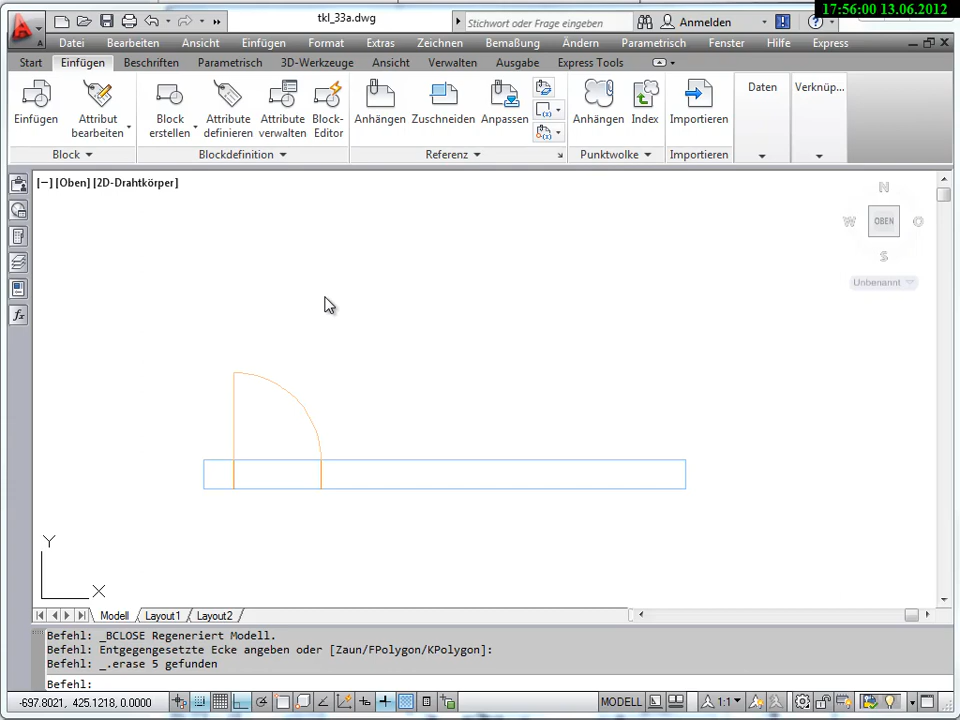 17:56:00 13.06.2012
tkl_33a.dwg
Stichwort oder Frage eingeben
Anmelden
Datei Bearbeiten Ansicht Einfügen Format Extras Zeichnen Bemaßung Ändern Parametrisch Fenster Hilfe Express
Start Einfügen Beschriften Parametrisch 3D-Werkzeuge Ansicht Verwalten Ausgabe Express Tools
Einfügen Attribut bearbeiten Block erstellen Attribute definieren Attribute verwalten Block-Editor Anhängen Zuschneiden Anpassen Anhängen Index Importieren Daten Verknüp...
Block Blockdefinition Referenz Punktwolke Importieren
[−] [Oben] [2D-Drahtkörper]
N
W OBEN O
S
Unbenannt
Y
X
Modell Layout1 Layout2
Befehl: _BCLOSE Regeneriert Modell.
Befehl: Entgegengesetzte Ecke angeben oder [Zaun/FPolygon/KPolygon]:
Befehl: _.erase 5 gefunden
Befehl:
-697.8021, 425.1218, 0.0000 MODELL 1:1